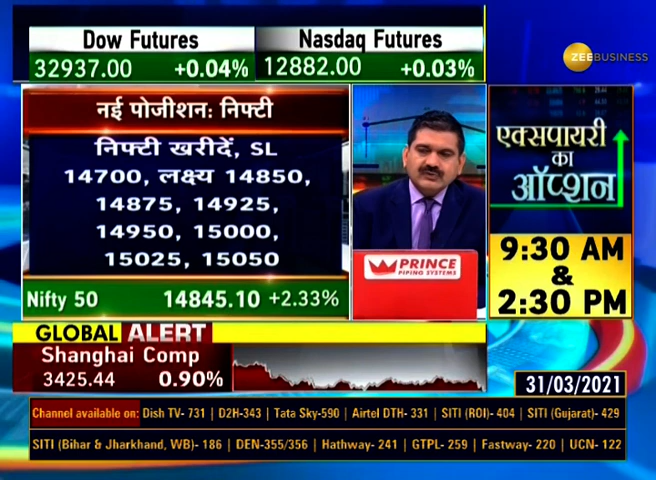 Dow Futures
32937.00 +0.04%
Nasdaq Futures
12882.00 +0.03%
ZEE BUSINESS
नई पोजीशन: निफ्टी
निफ्टी खरीदें, SL
14700, लक्ष्य 14850,
14875, 14925,
14950, 15000,
15025, 15050
Nifty 50 14845.10 +2.33%
PRINCE
PIPING SYSTEMS
एक्सपायरी
का
ऑप्शन
9:30 AM
&
2:30 PM
GLOBAL ALERT
Shanghai Comp
3425.44 0.90%
31/03/2021
Channel available on: Dish TV- 731 | D2H-343 | Tata Sky-590 | Airtel DTH- 331 | SITI (ROI)- 404 | SITI (Gujarat)- 429
SITI (Bihar & Jharkhand, WB)- 186 | DEN-355/356 | Hathway- 241 | GTPL- 259 | Fastway- 220 | UCN- 122